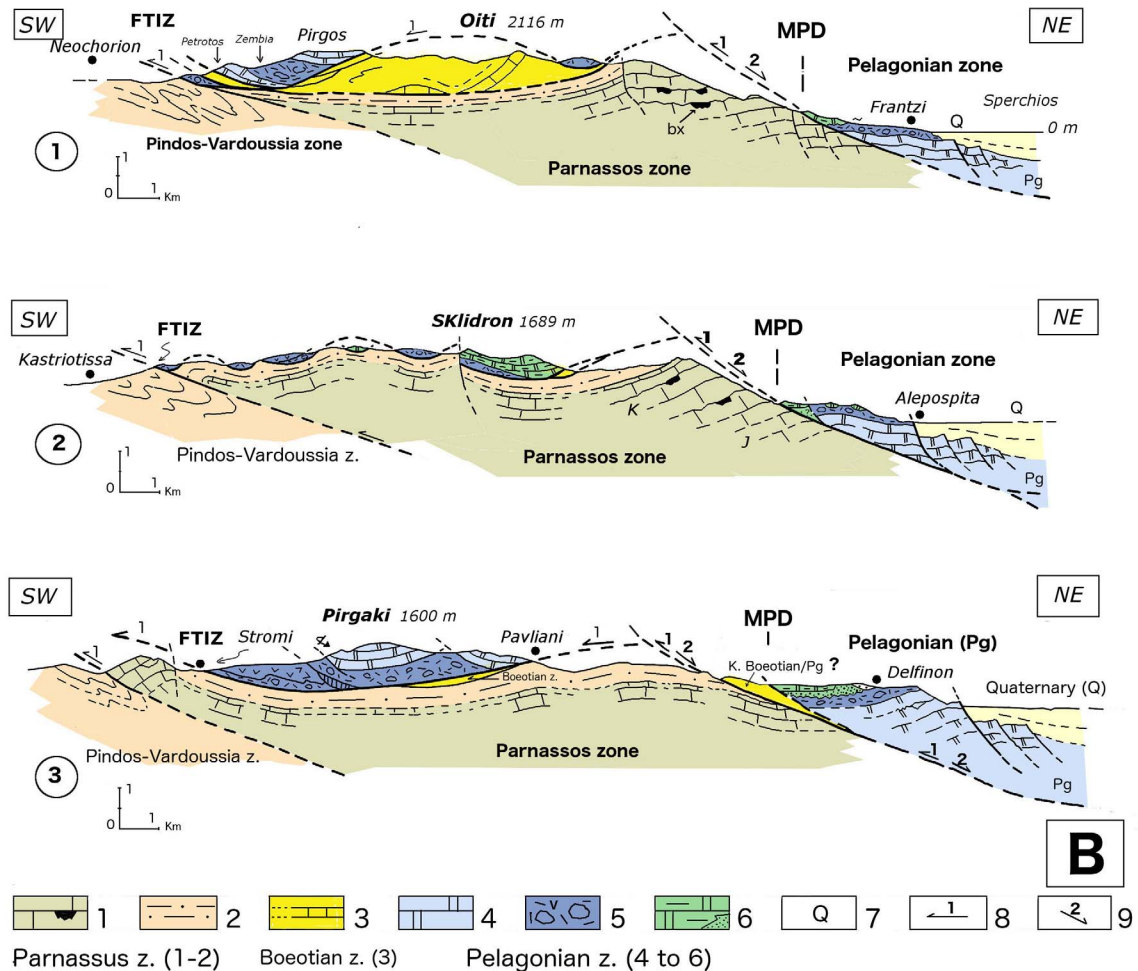 SW
FTIZ
Oiti 2116 m
NE
Neochorion
Petrotos
Zembia
Pirgos
1
1
1
2
MPD
Pelagonian zone
Frantzi
Q
Sperchios
0 m
bx
1
Pindos-Vardoussia zone
Parnassos zone
Pg
1
0
1
Km
SW
FTIZ
SKlidron 1689 m
MPD
NE
Kastriotissa
1
1
2
Pelagonian zone
Alepospita
Q
K
J
2
Pindos-Vardoussia z.
Parnassos zone
Pg
1
0
1
Km
SW
Pirgaki 1600 m
MPD
NE
1
1
FTIZ
Stromi
Pavliani
1
1
2
Pelagonian (Pg)
K. Boeotian/Pg ?
Delfinon
Boeotian z.
Quaternary (Q)
Pindos-Vardoussia z.
Parnassos zone
1
2
Pg
3
1
0
1
Km
B
1
2
3
4
v
5
6
Q
7
1
8
2
9
Parnassus z. (1-2)
Boeotian z. (3)
Pelagonian z. (4 to 6)